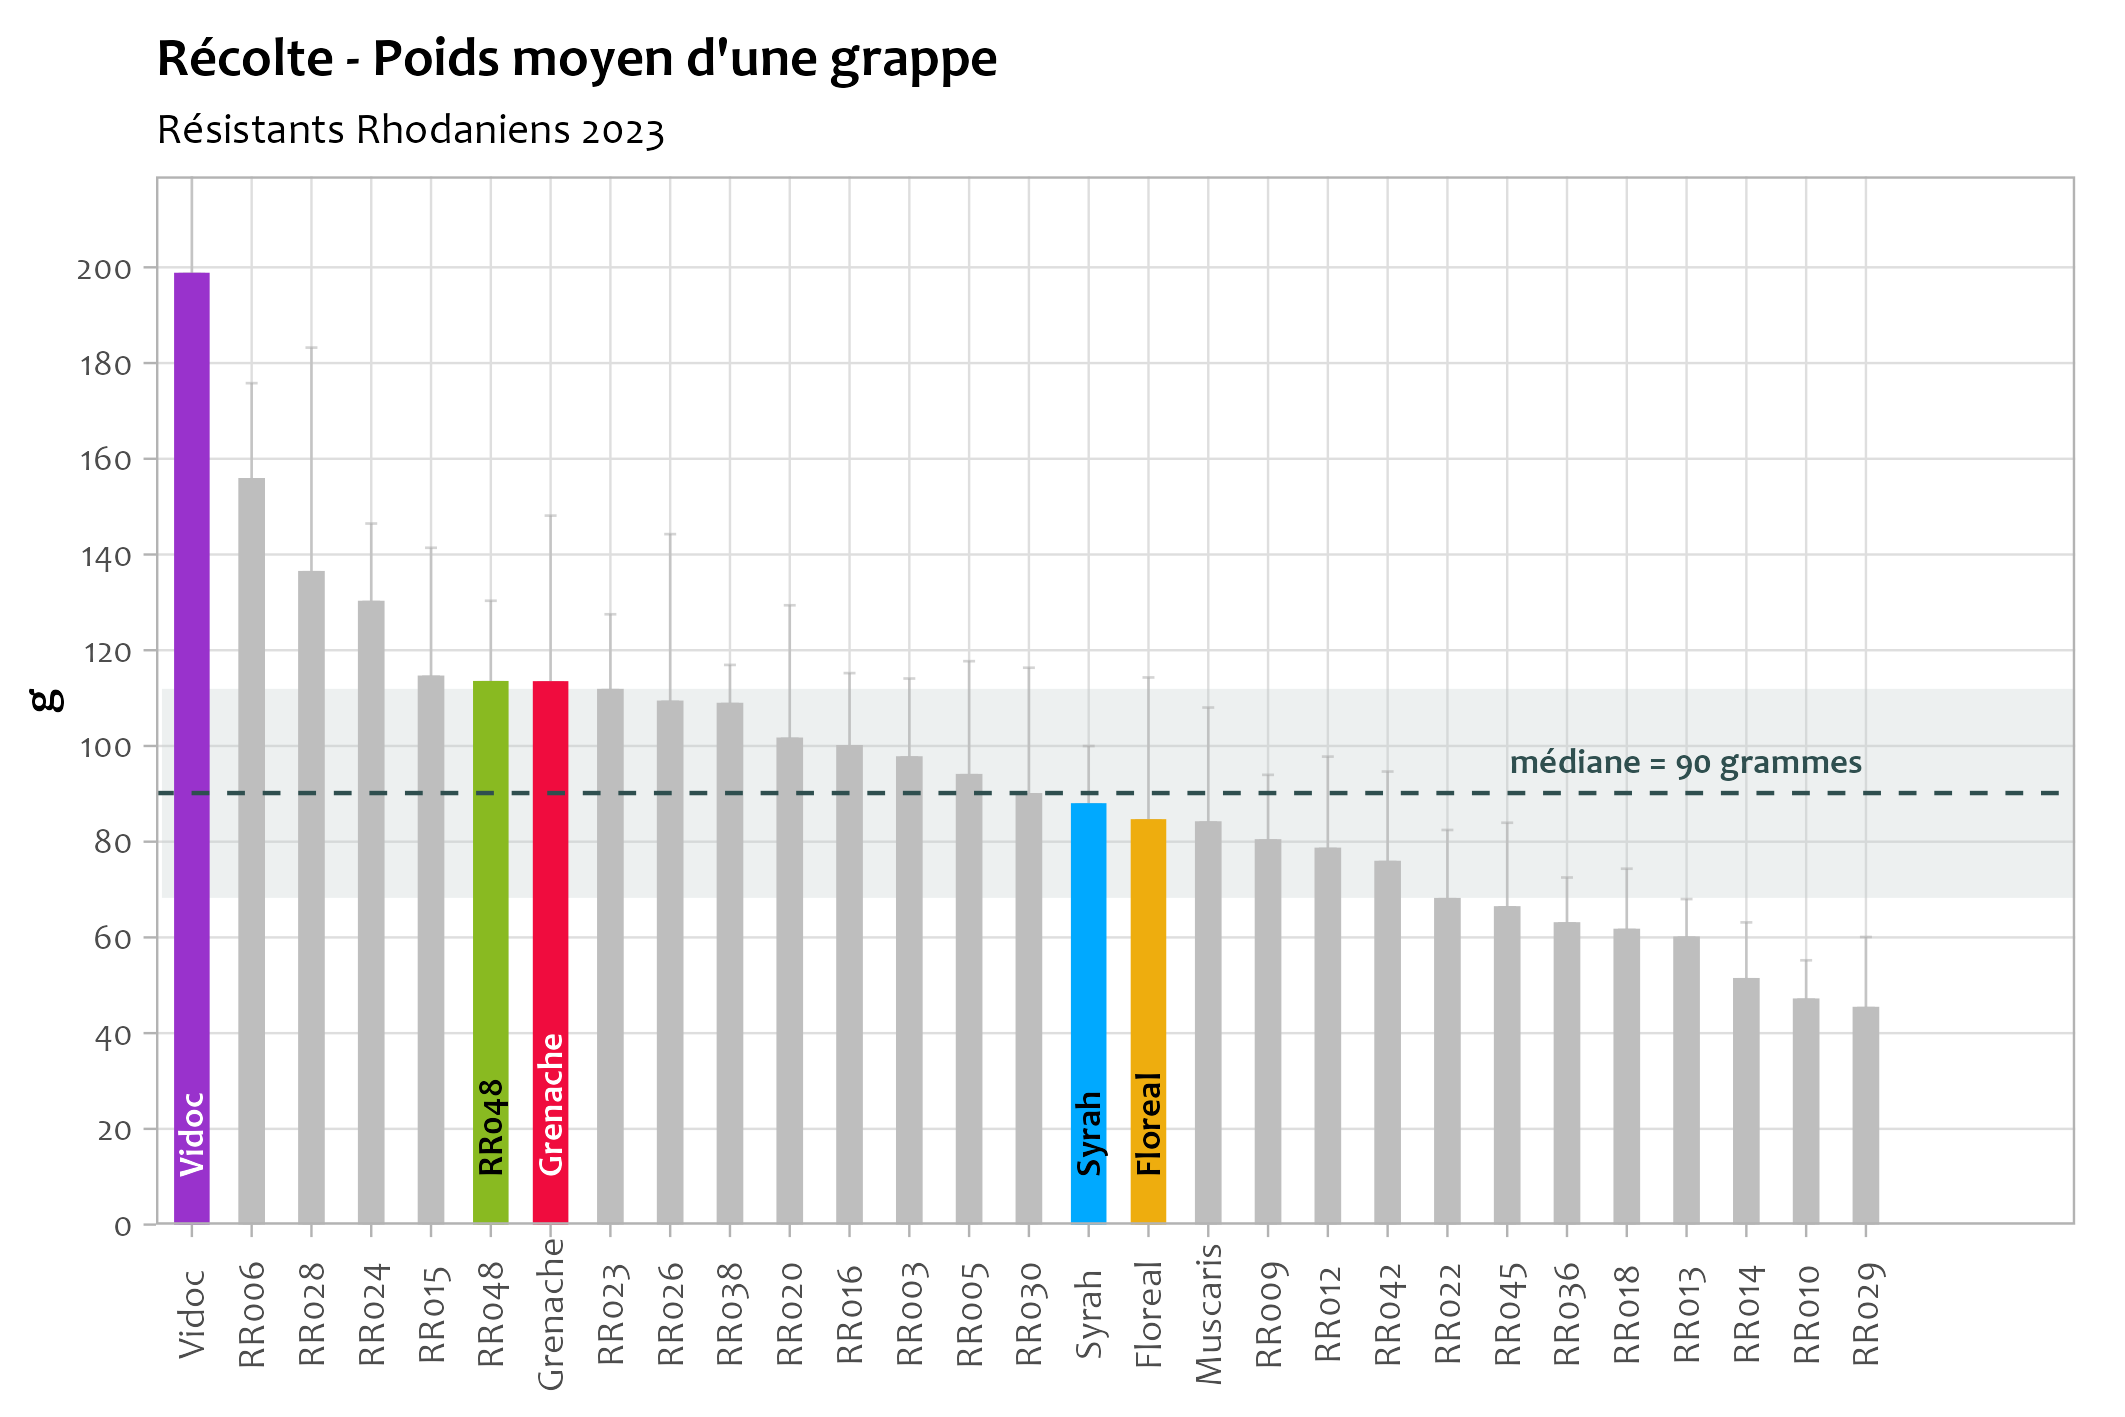 Récolte - Poids moyen d'une grappe
Résistants Rhodaniens 2023
g
200
180
160
140
120
100
80
60
40
20
0
médiane = 90 grammes
Vidoc
RR048
Grenache
Syrah
Floreal
Vidoc
RR006
RR028
RR024
RR015
RR048
Grenache
RR023
RR026
RR038
RR020
RR016
RR003
RR005
RR030
Syrah
Floreal
Muscaris
RR009
RR012
RR042
RR022
RR045
RR036
RR018
RR013
RR014
RR010
RR029